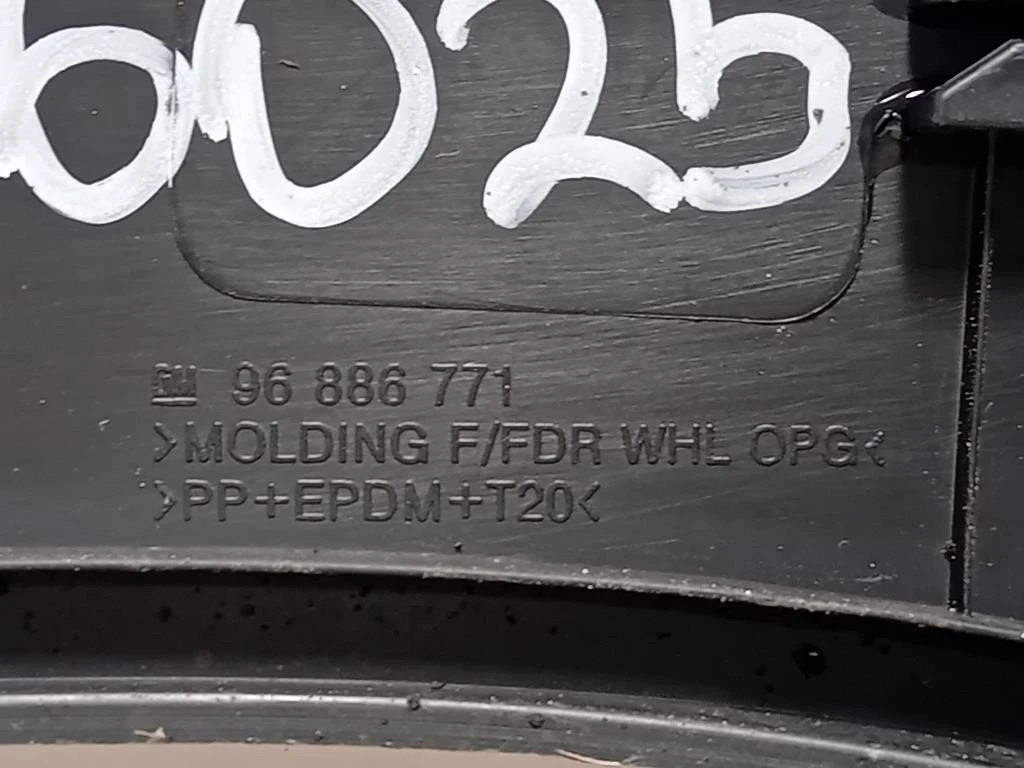 6025
GM 96 886 771
>MOLDING F/FDR WHL OPG<
>PP+EPDM+T20<